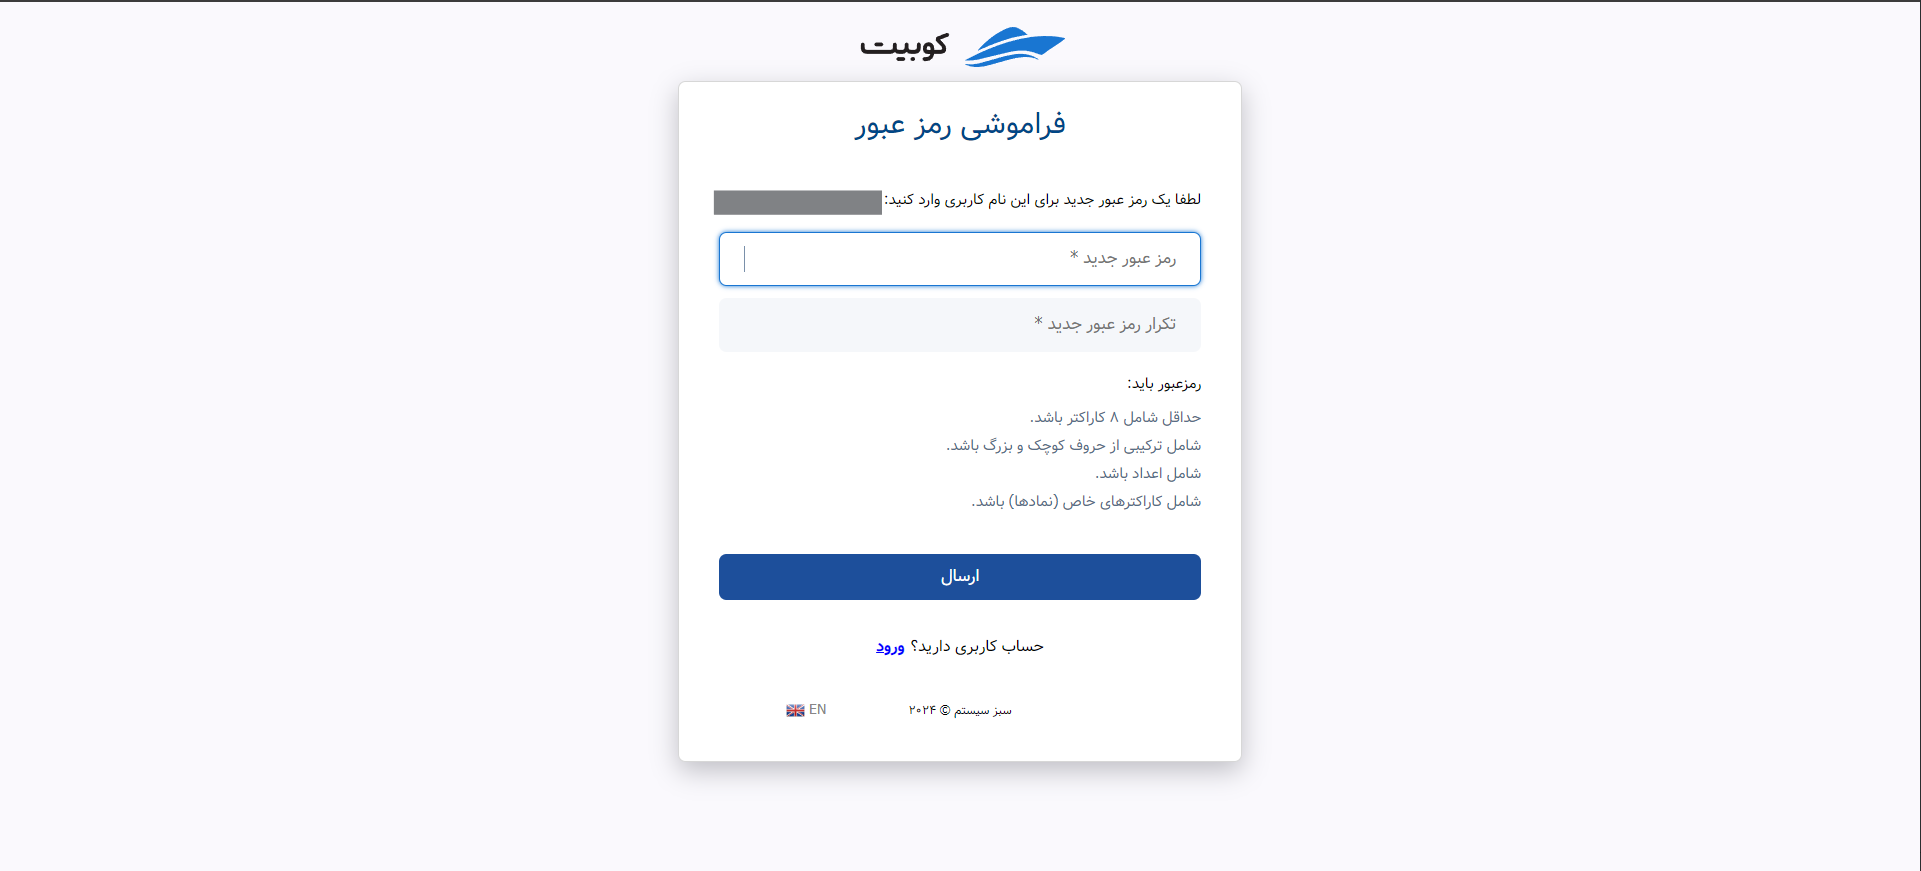 کوبیت
فراموشی رمز عبور
لطفا یک رمز عبور جدید برای این نام کاربری وارد کنید:
رمز عبور جدید *
تکرار رمز عبور جدید *
رمزعبور باید:
حداقل شامل ۸ کاراکتر باشد.
شامل ترکیبی از حروف کوچک و بزرگ باشد.
شامل اعداد باشد.
شامل کاراکترهای خاص (نمادها) باشد.
ارسال
حساب کاربری دارید؟ ورود
سبز سیستم © ۲۰۲۴ EN